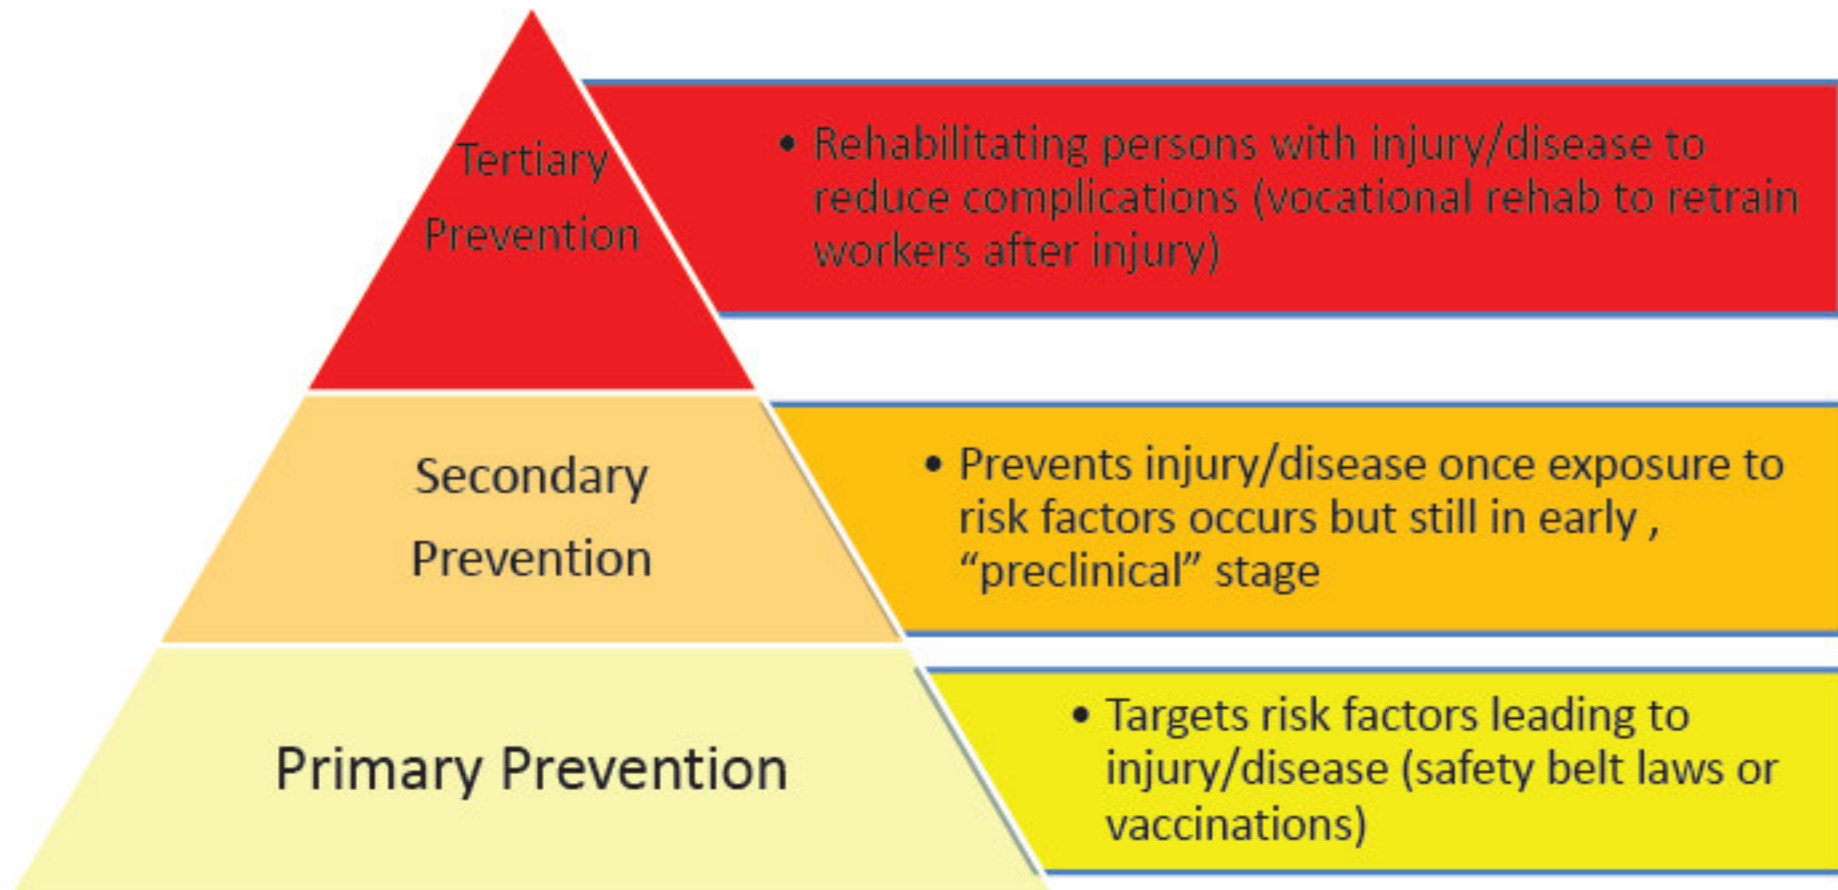 Tertiary
Prevention
• Rehabilitating persons with injury/disease to
reduce complications (vocational rehab to retrain
workers after injury)
Secondary
Prevention
• Prevents injury/disease once exposure to
risk factors occurs but still in early ,
“preclinical” stage
Primary Prevention
• Targets risk factors leading to
injury/disease (safety belt laws or
vaccinations)